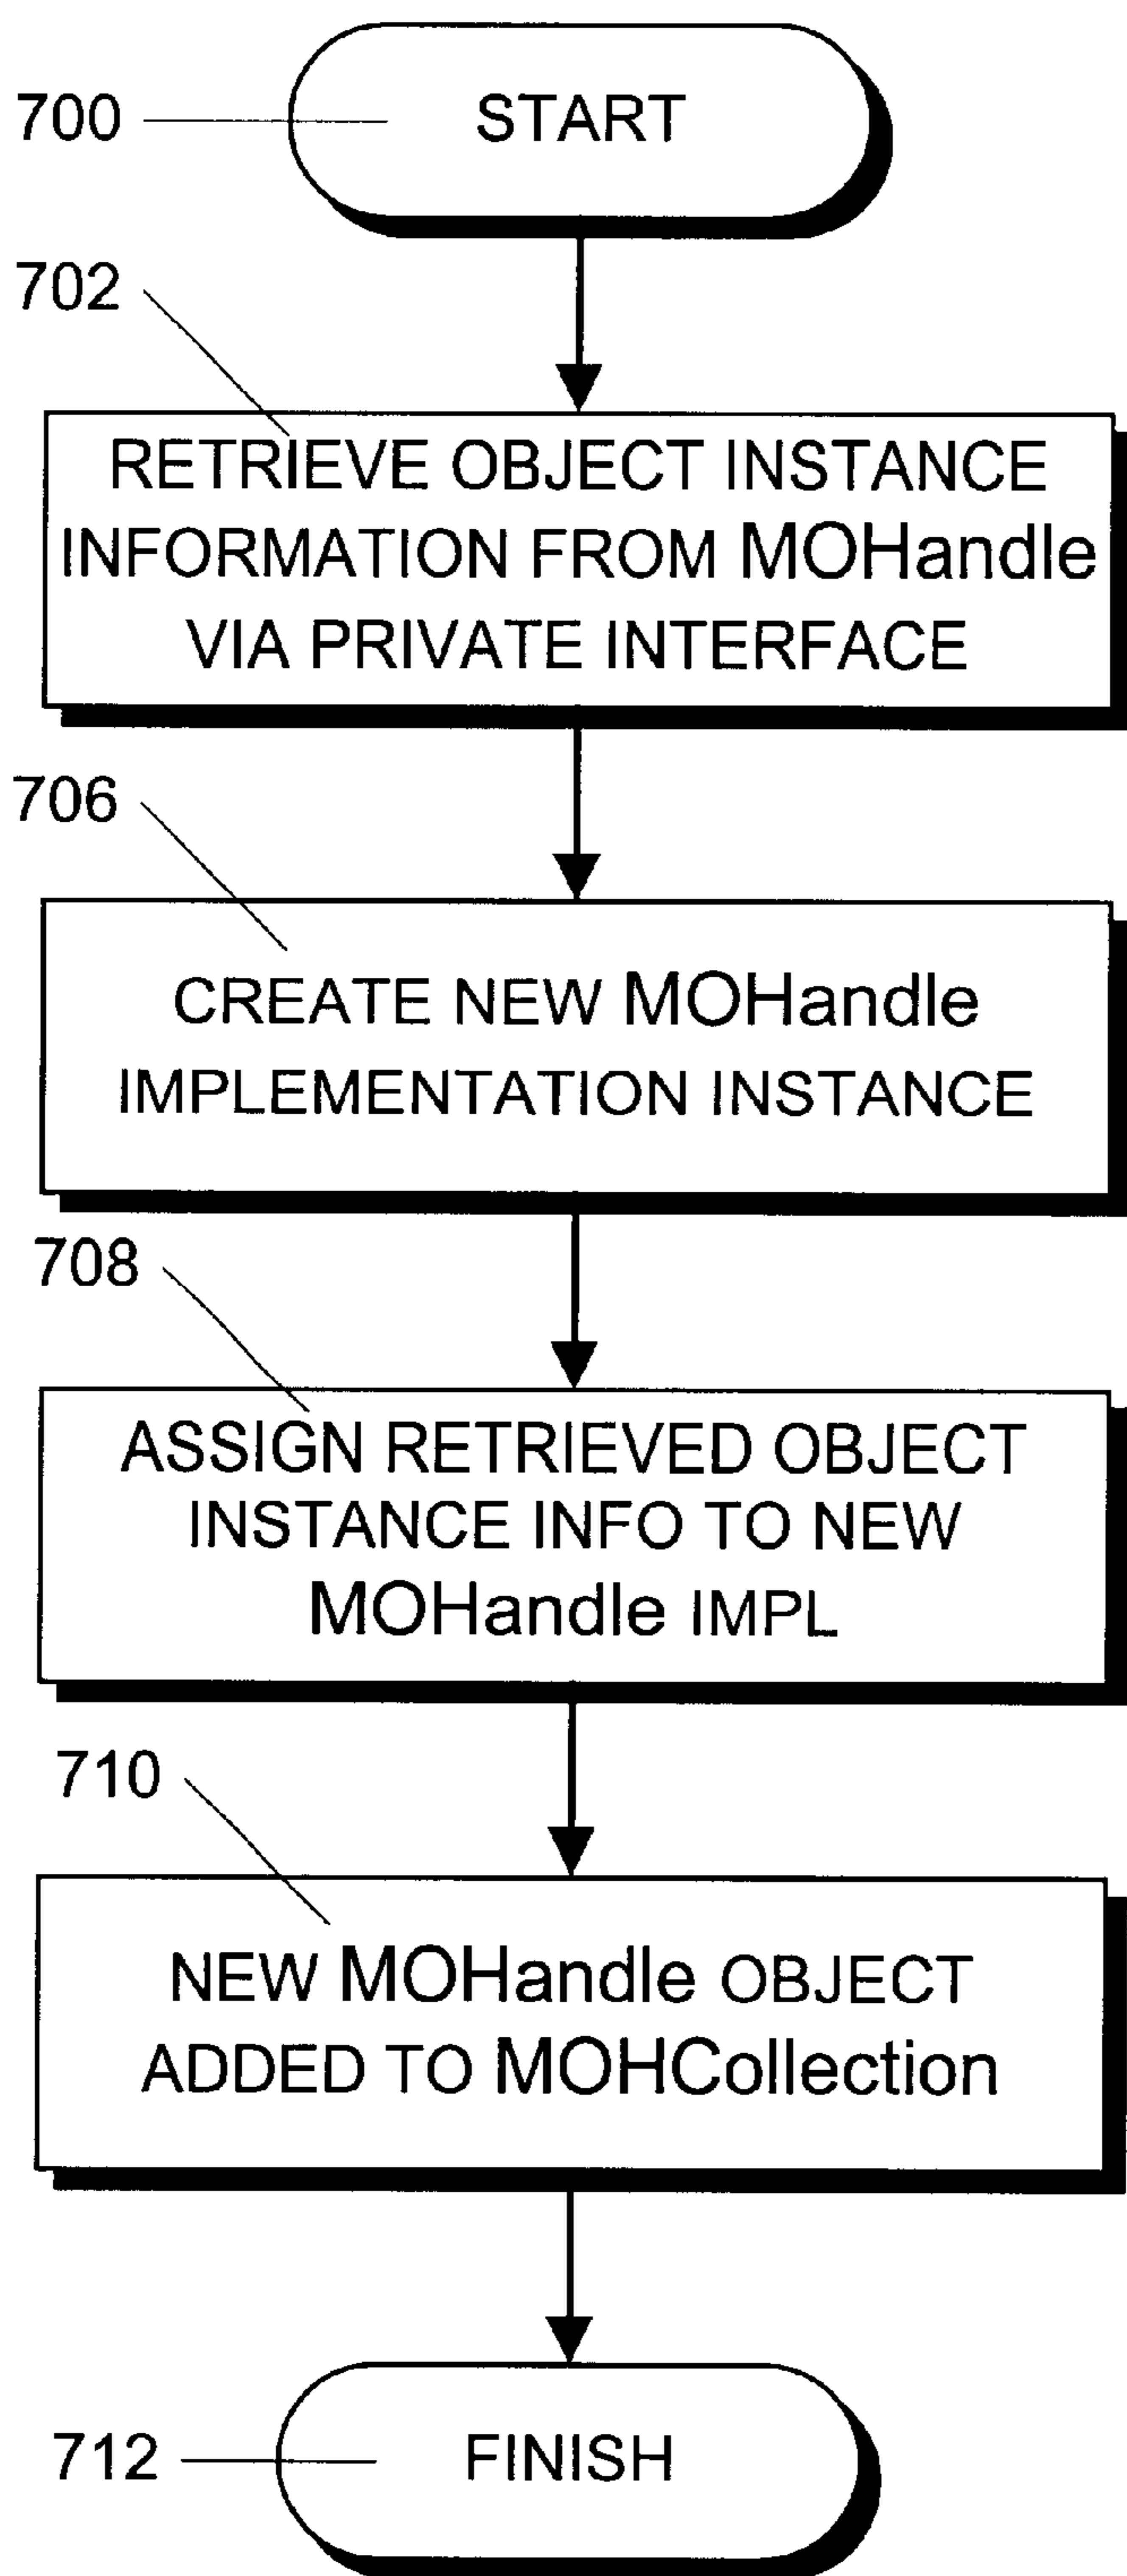 700
START
702
RETRIEVE OBJECT INSTANCE
INFORMATION FROM MOHandle
VIA PRIVATE INTERFACE
706
CREATE NEW MOHandle
IMPLEMENTATION INSTANCE
708
ASSIGN RETRIEVED OBJECT
INSTANCE INFO TO NEW
MOHandle IMPL
710
NEW MOHandle OBJECT
ADDED TO MOHCollection
712
FINISH